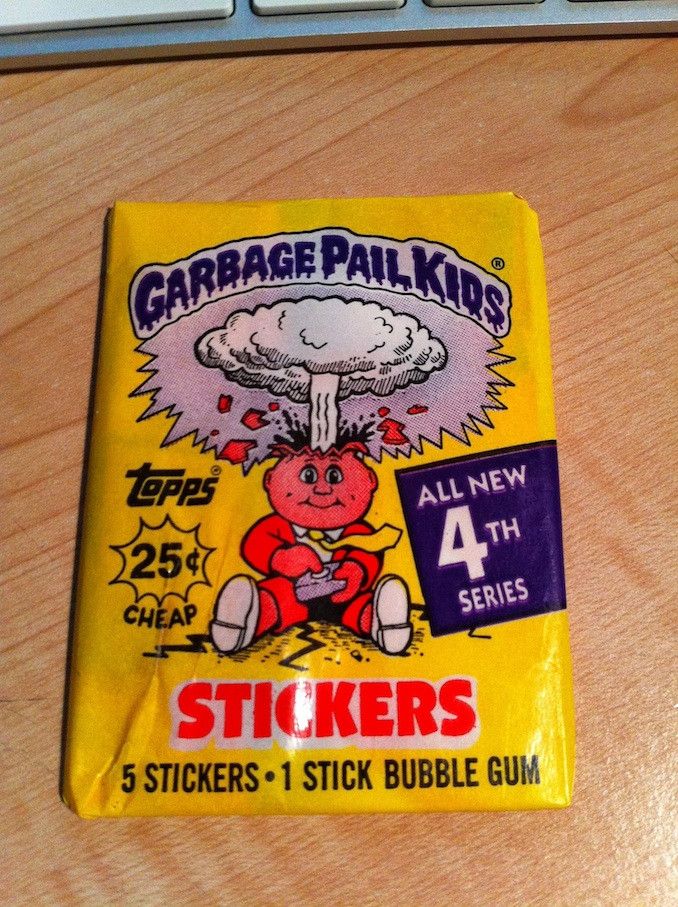 GARBAGE PAIL KIDS®
topps®
25¢
CHEAP
ALL NEW
4TH
SERIES
STICKERS
5 STICKERS • 1 STICK BUBBLE GUM